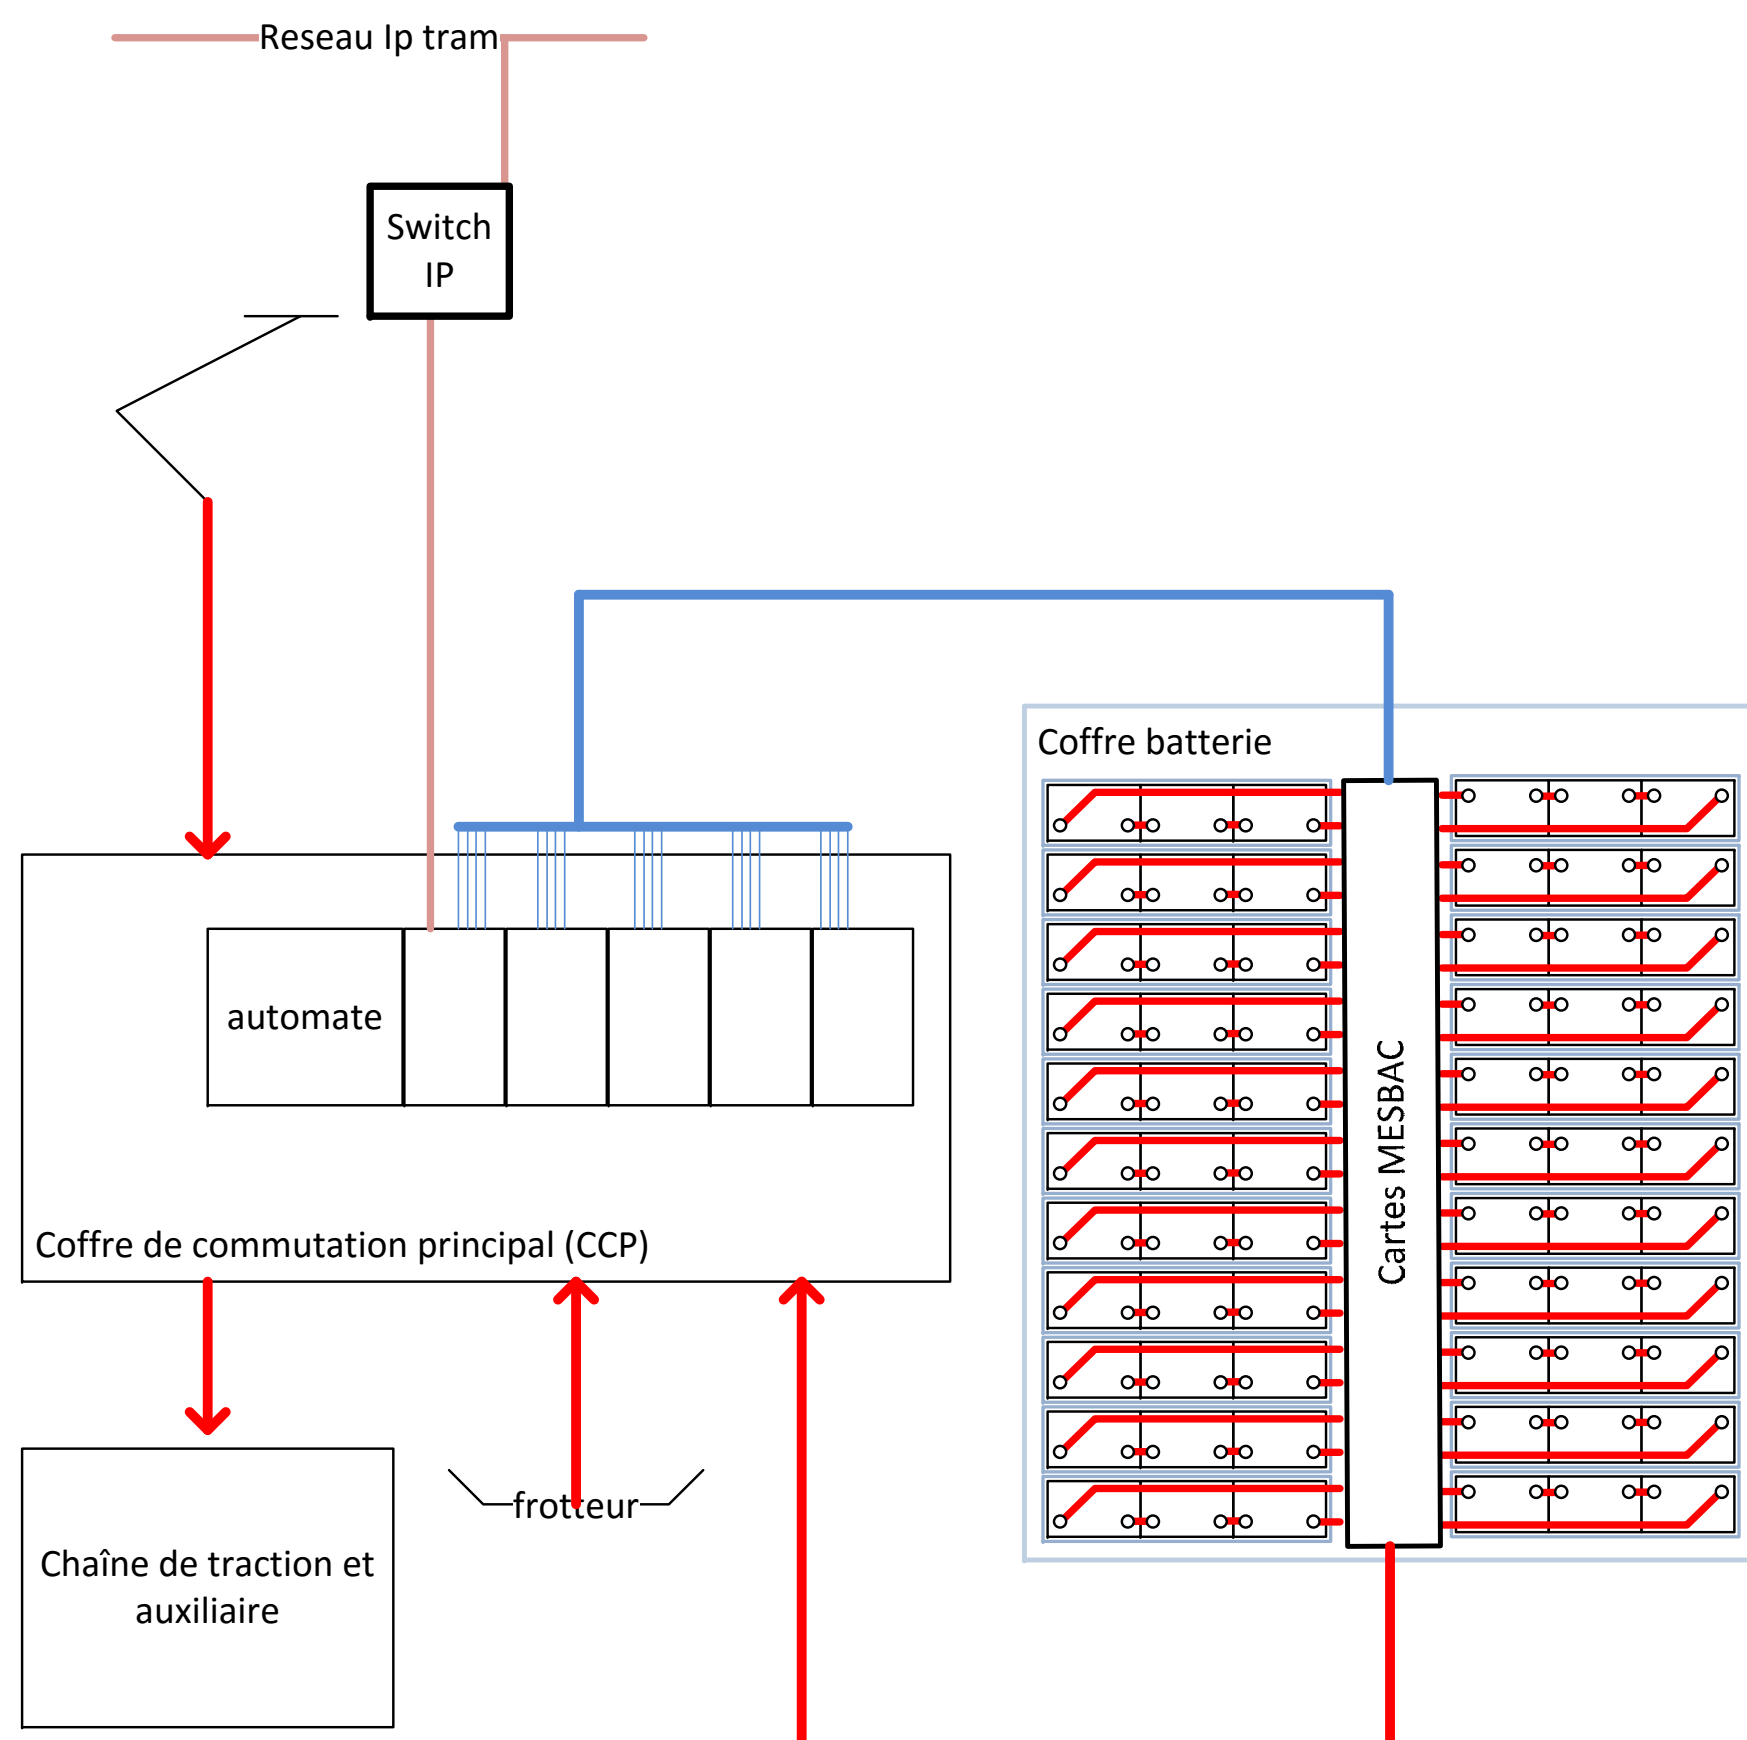 Reseau Ip tram
Switch
IP
Coffre batterie
automate
Cartes MESBAC
Coffre de commutation principal (CCP)
frotteur
Chaîne de traction et
auxiliaire